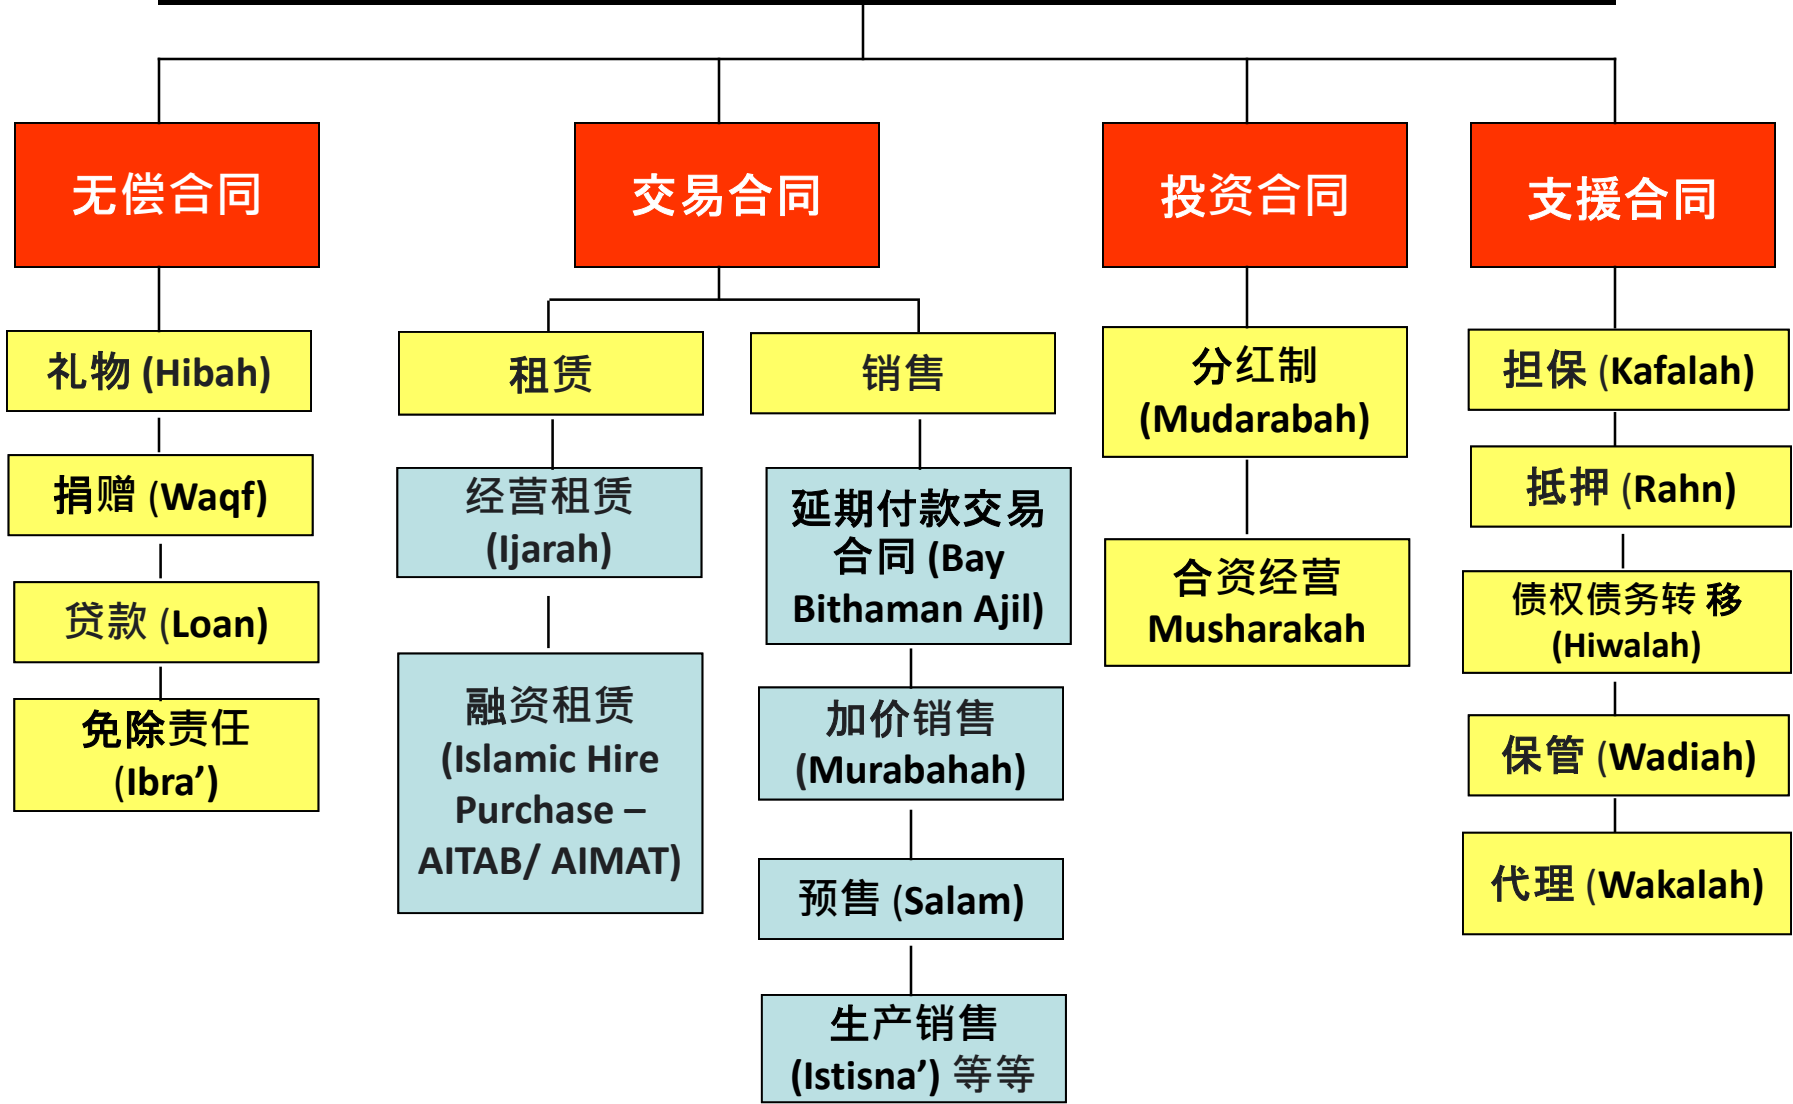 无偿合同
交易合同
投资合同
支援合同
礼物 (Hibah)
捐赠 (Waqf)
贷款 (Loan)
免除责任
(Ibra’)
租赁
经营租赁
(Ijarah)
融资租赁
(Islamic Hire
Purchase –
AITAB/ AIMAT)
销售
延期付款交易
合同 (Bay
Bithaman Ajil)
加价销售
(Murabahah)
预售 (Salam)
生产销售
(Istisna’) 等等
分红制
(Mudarabah)
合资经营
Musharakah
担保 (Kafalah)
抵押 (Rahn)
债权债务转 移
(Hiwalah)
保管 (Wadiah)
代理 (Wakalah)